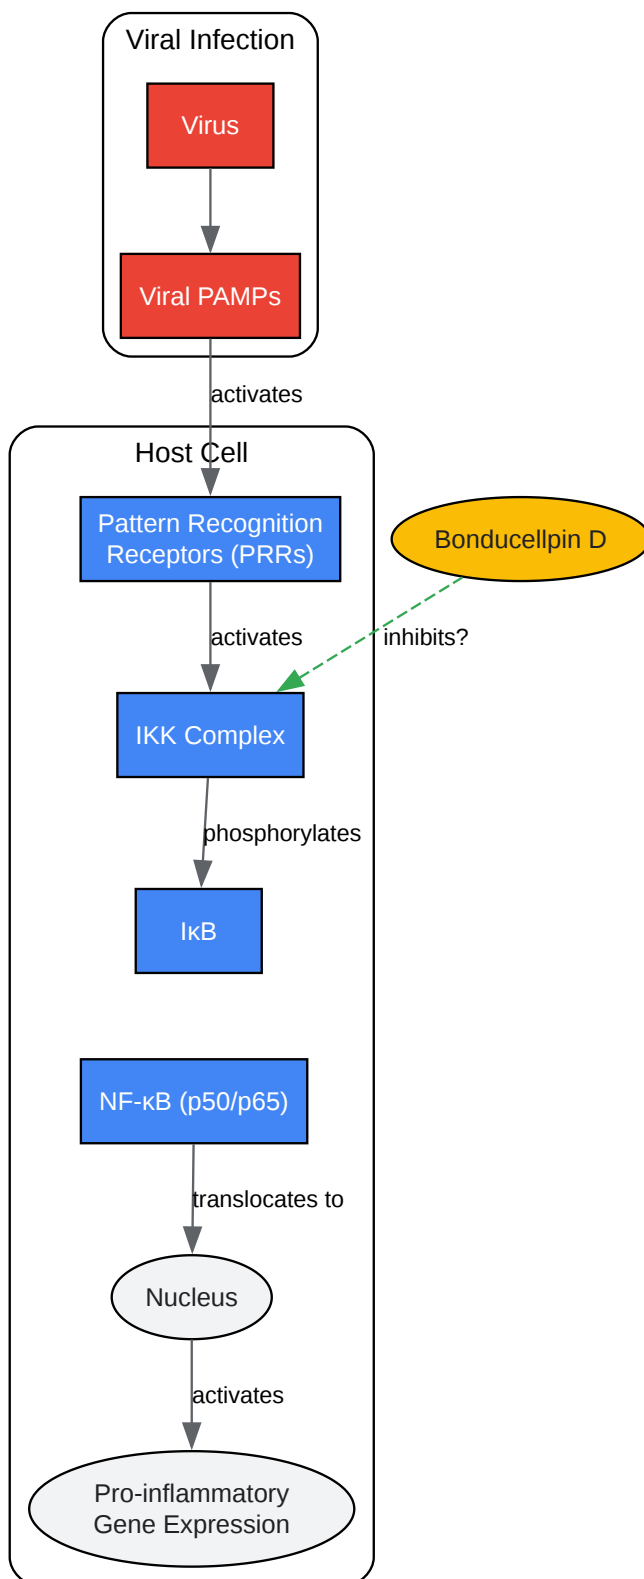 Viral Infection
Virus
Viral PAMPs
activates
Host Cell
Pattern Recognition
Receptors (PRRs)
Bonducellpin D
activates
inhibits?
IKK Complex
phosphorylates
IκB
NF-κB (p50/p65)
translocates to
Nucleus
activates
Pro-inflammatory
Gene Expression